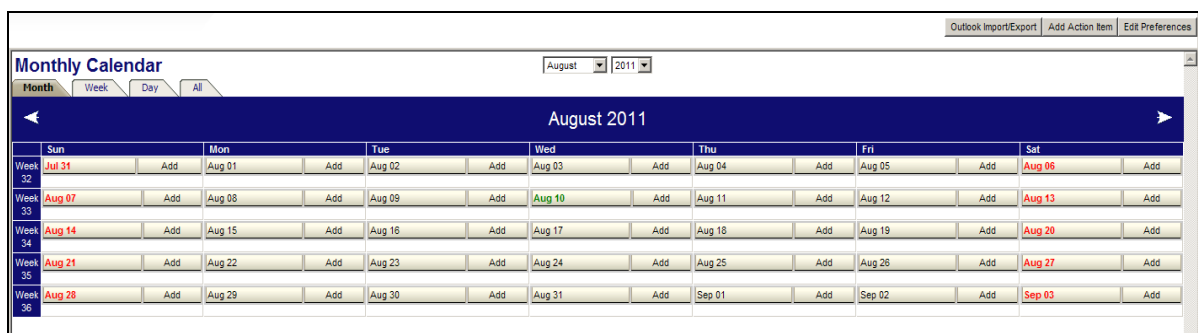 Outlook Import/Export Add Action Item Edit Preferences
Monthly Calendar August 2011
Month Week Day All
August 2011
Sun Mon Tue Wed Thu Fri Sat
Week 32 Jul 31 Add Aug 01 Add Aug 02 Add Aug 03 Add Aug 04 Add Aug 05 Add Aug 06 Add
Week 33 Aug 07 Add Aug 08 Add Aug 09 Add Aug 10 Add Aug 11 Add Aug 12 Add Aug 13 Add
Week 34 Aug 14 Add Aug 15 Add Aug 16 Add Aug 17 Add Aug 18 Add Aug 19 Add Aug 20 Add
Week 35 Aug 21 Add Aug 22 Add Aug 23 Add Aug 24 Add Aug 25 Add Aug 26 Add Aug 27 Add
Week 36 Aug 28 Add Aug 29 Add Aug 30 Add Aug 31 Add Sep 01 Add Sep 02 Add Sep 03 Add